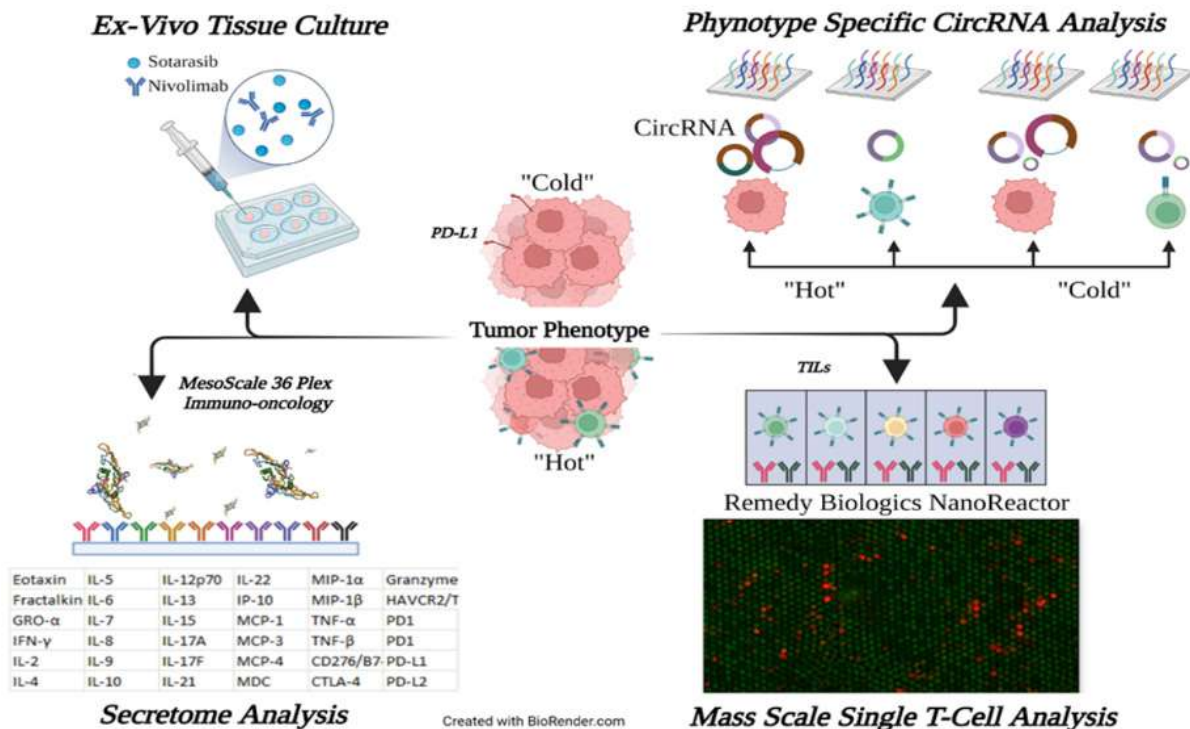 Ex-Vivo Tissue Culture
Sotarasib
Nivolimab
Phynotype Specific CircRNA Analysis
CircRNA
"Hot"
"Cold"
"Cold"
PD-L1
Tumor Phenotype
"Hot"
MesoScale 36 Plex
Immuno-oncology
TILs
Remedy Biologics NanoReactor
Eotaxin IL-5 IL-12p70 IL-22 MIP-1α Granzyme
Fractalkin IL-6 IL-13 IP-10 MIP-1β HAVCR2/T
GRO-α IL-7 IL-15 MCP-1 TNF-α PD1
IFN-γ IL-8 IL-17A MCP-3 TNF-β PD1
IL-2 IL-9 IL-17F MCP-4 CD276/B7- PD-L1
IL-4 IL-10 IL-21 MDC CTLA-4 PD-L2
Secretome Analysis
Created with BioRender.com
Mass Scale Single T-Cell Analysis